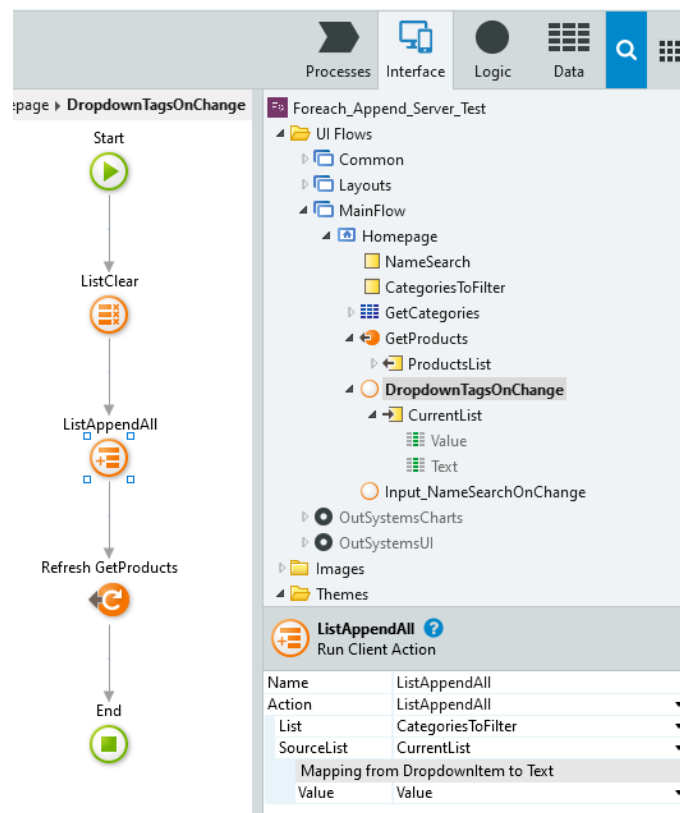 Processes Interface Logic Data
epage DropdownTagsOnChange
Start
ListClear
ListAppendAll
Refresh GetProducts
End
Foreach_Append_Server_Test
UI Flows
Common
Layouts
MainFlow
Homepage
NameSearch
CategoriesToFilter
GetCategories
GetProducts
ProductsList
DropdownTagsOnChange
CurrentList
Value
Text
Input_NameSearchOnChange
OutSystemsCharts
OutSystemsUI
Images
Themes
ListAppendAll ?
Run Client Action
Name ListAppendAll
Action ListAppendAll
List CategoriesToFilter
SourceList CurrentList
Mapping from DropdownItem to Text
Value Value